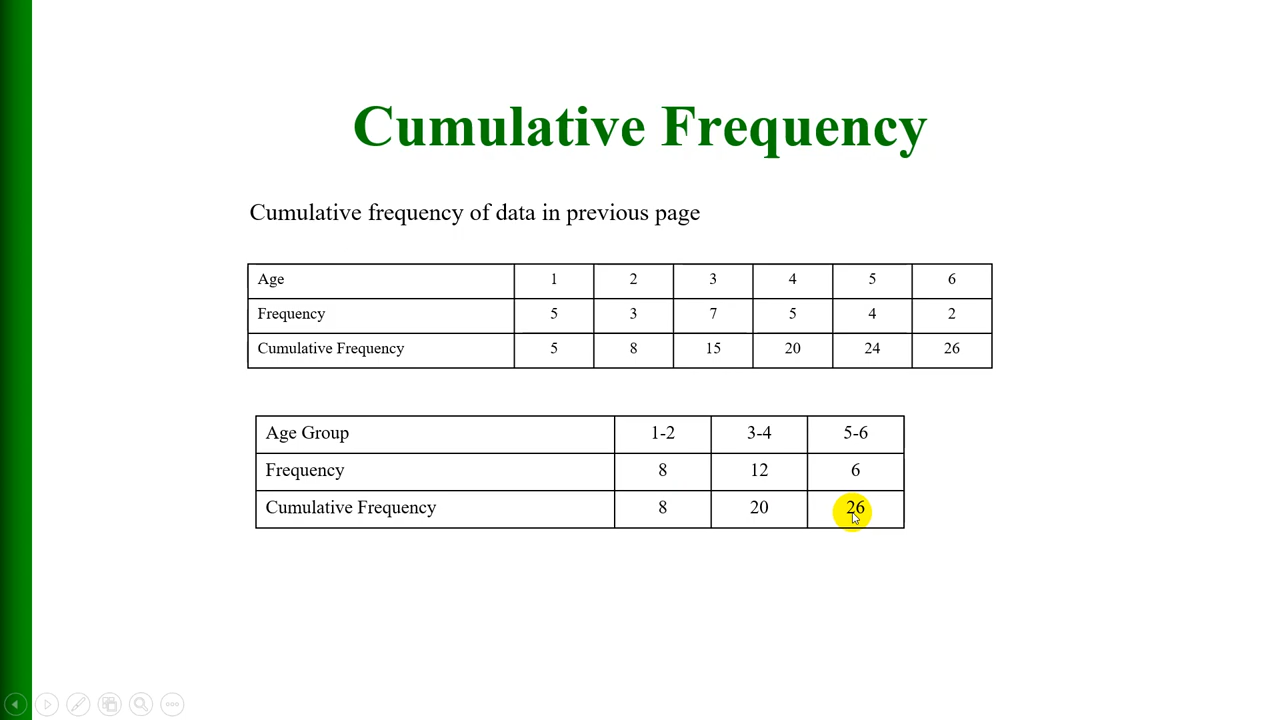 Cumulative Frequency
Cumulative frequency of data in previous page
Age 1 2 3 4 5 6
Frequency 5 3 7 5 4 2
Cumulative Frequency 5 8 15 20 24 26
Age Group 1-2 3-4 5-6
Frequency 8 12 6
Cumulative Frequency 8 20 26